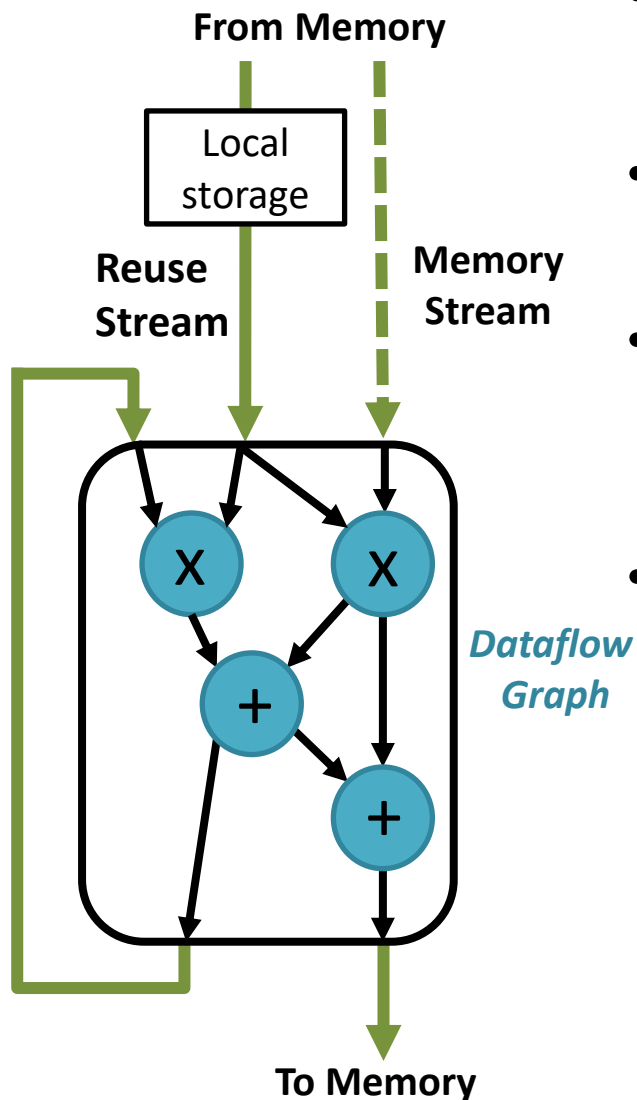 From Memory
Local
storage
Reuse
Stream
Memory
Stream
x
x
Dataflow
Graph
+
+
To Memory